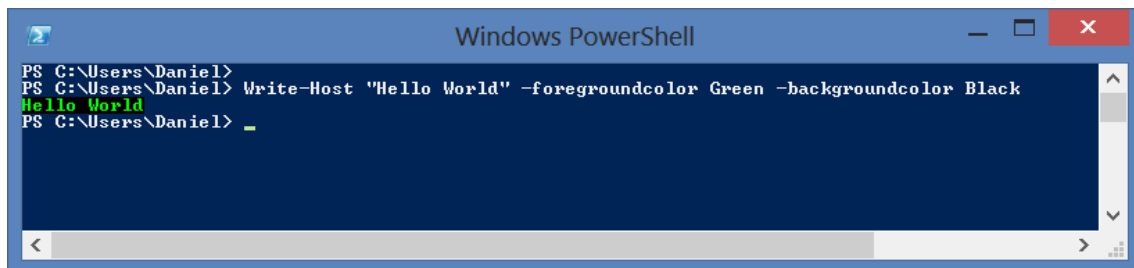 Windows PowerShell
PS C:\Users\Daniel>
PS C:\Users\Daniel> Write-Host "Hello World" -foregroundcolor Green -backgroundcolor Black
Hello World
PS C:\Users\Daniel> _